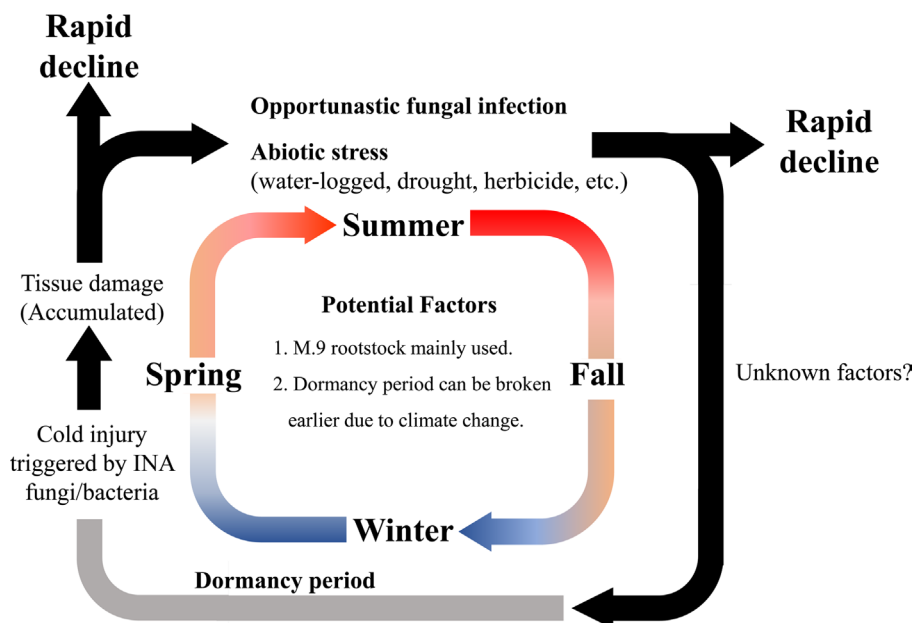 Rapid
decline
Opportunastic fungal infection
Abiotic stress
(water-logged, drought, herbicide, etc.)
Rapid
decline
Summer
Tissue damage
(Accumulated)
Potential Factors
1. M.9 rootstock mainly used.
2. Dormancy period can be broken
earlier due to climate change.
Spring
Fall
Unknown factors?
Cold injury
triggered by INA
fungi/bacteria
Winter
Dormancy period